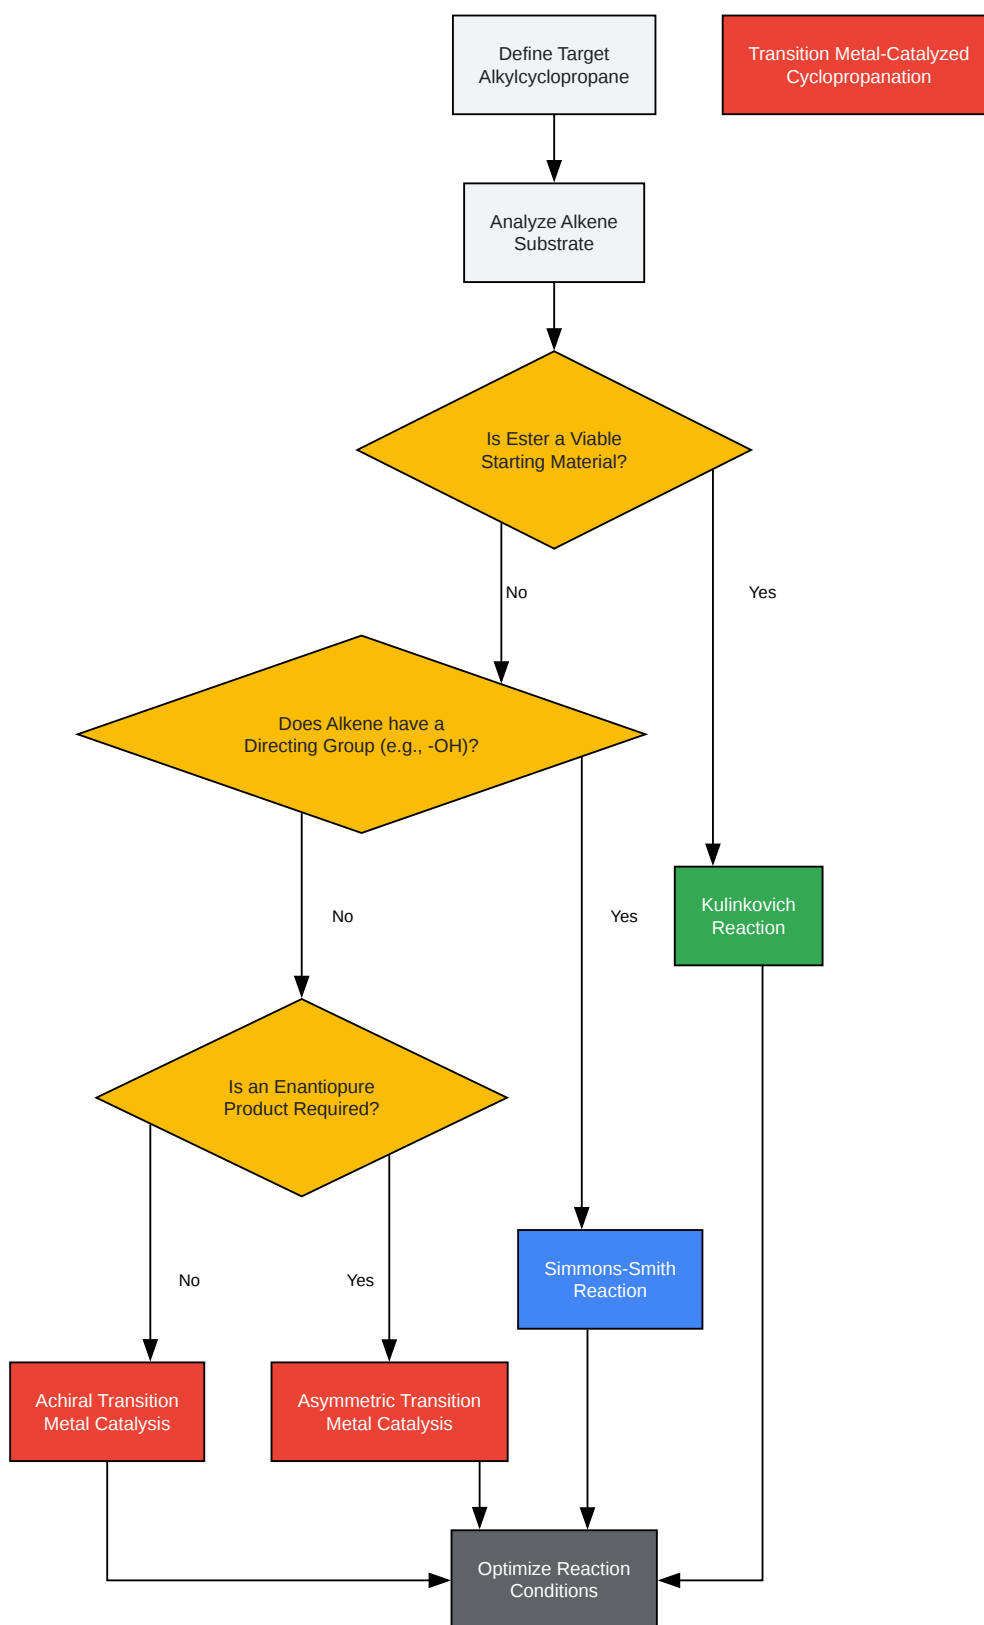 Define Target
Alkylcyclopropane
Transition Metal-Catalyzed
Cyclopropanation
Analyze Alkene
Substrate
Is Ester a Viable
Starting Material?
No
Yes
Does Alkene have a
Directing Group (e.g., -OH)?
Kulinkovich
Reaction
No
Yes
Is an Enantiopure
Product Required?
Simmons-Smith
Reaction
No
Yes
Achiral Transition
Metal Catalysis
Asymmetric Transition
Metal Catalysis
Optimize Reaction
Conditions